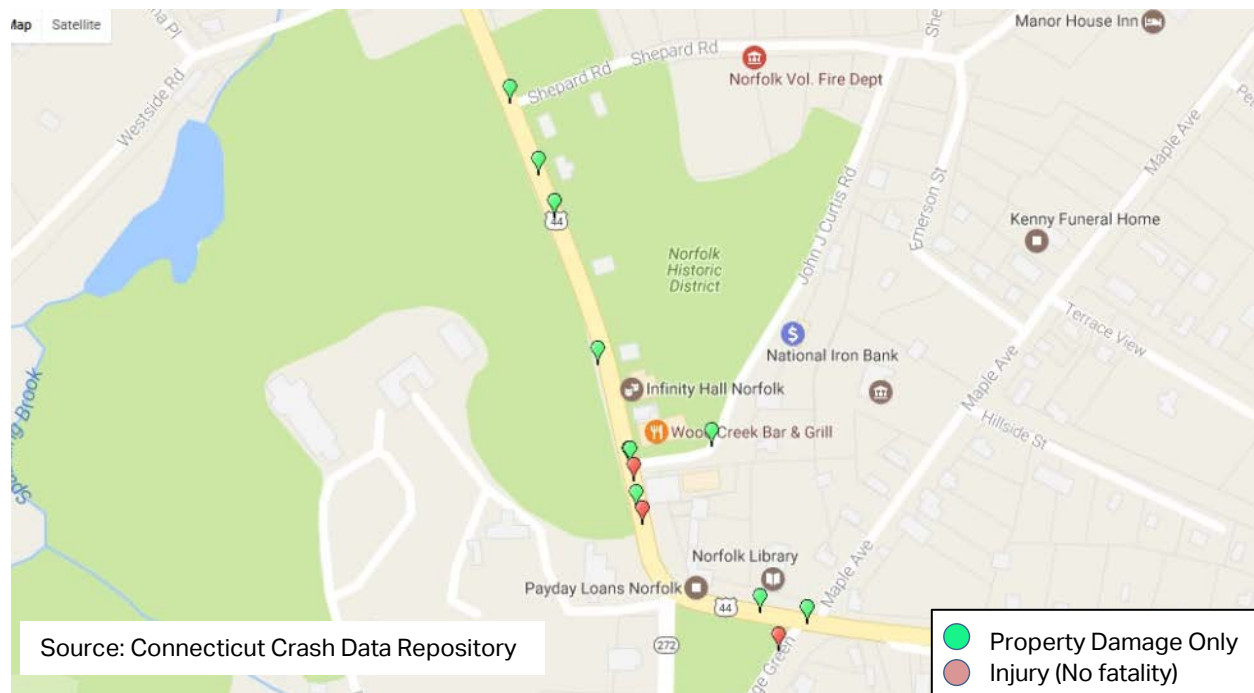 Map Satellite
Westside Rd
Shepard Rd
Shepard Rd
Manor House Inn
Norfolk Vol. Fire Dept
Maple Ave
John J Curtis Rd
Emerson St
Kenny Funeral Home
44
Norfolk
Historic
District
Terrace View
National Iron Bank
Maple Ave
Infinity Hall Norfolk
Hillside St
Wood Creek Bar & Grill
Brook
Norfolk Library
Maple Ave
Payday Loans Norfolk
44
272
Green
Source: Connecticut Crash Data Repository
Property Damage Only
Injury (No fatality)